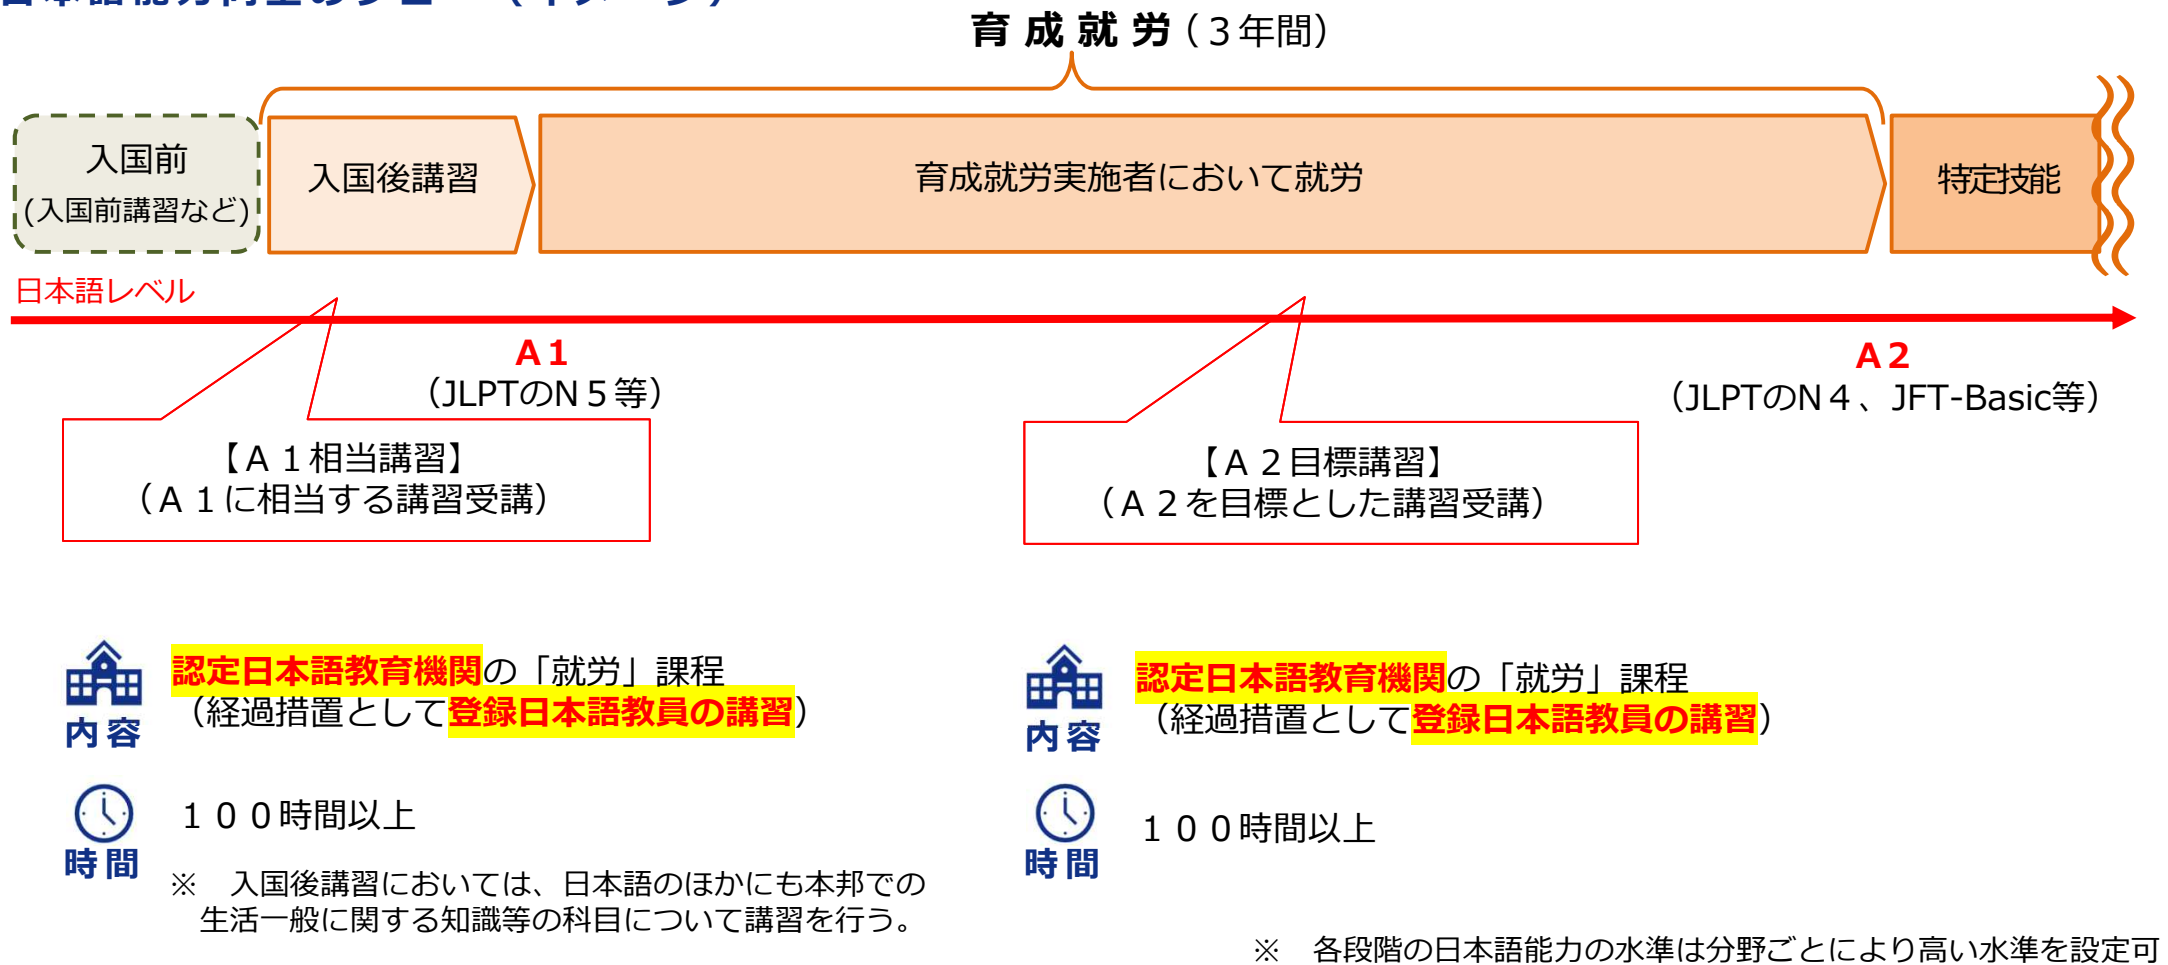 育成就労（３年間）
入国前
(入国前講習など)
入国後講習
育成就労実施者において就労
特定技能
日本語レベル
Ａ１
（JLPTのＮ５等）
Ａ２
（JLPTのＮ４、JFT-Basic等）
【Ａ１相当講習】
（Ａ１に相当する講習受講）
【Ａ２目標講習】
（Ａ２を目標とした講習受講）
内容
認定日本語教育機関の「就労」課程
（経過措置として登録日本語教員の講習）
時間
１００時間以上
※　入国後講習においては、日本語のほかにも本邦での
生活一般に関する知識等の科目について講習を行う。
内容
認定日本語教育機関の「就労」課程
（経過措置として登録日本語教員の講習）
時間
１００時間以上
※　各段階の日本語能力の水準は分野ごとにより高い水準を設定可